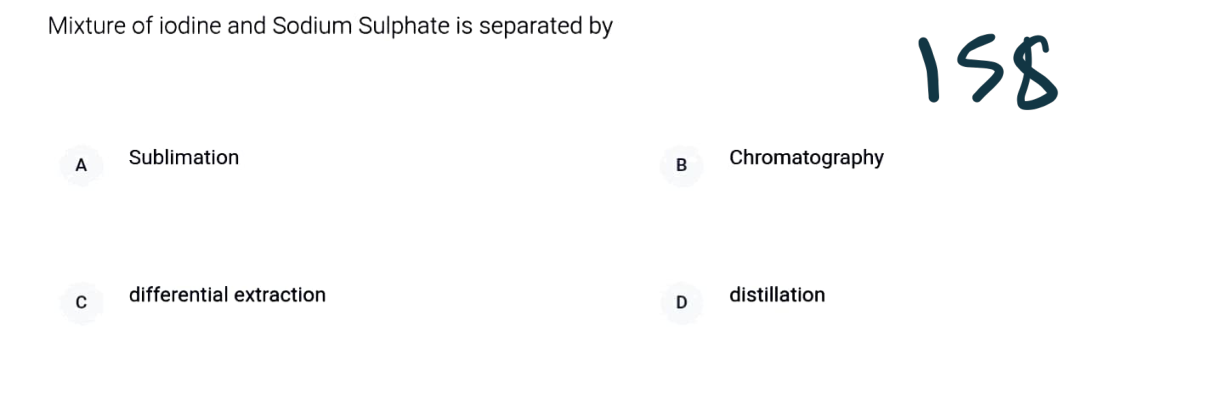 Mixture of iodine and Sodium Sulphate is separated by
158
A Sublimation
B Chromatography
C differential extraction
D distillation